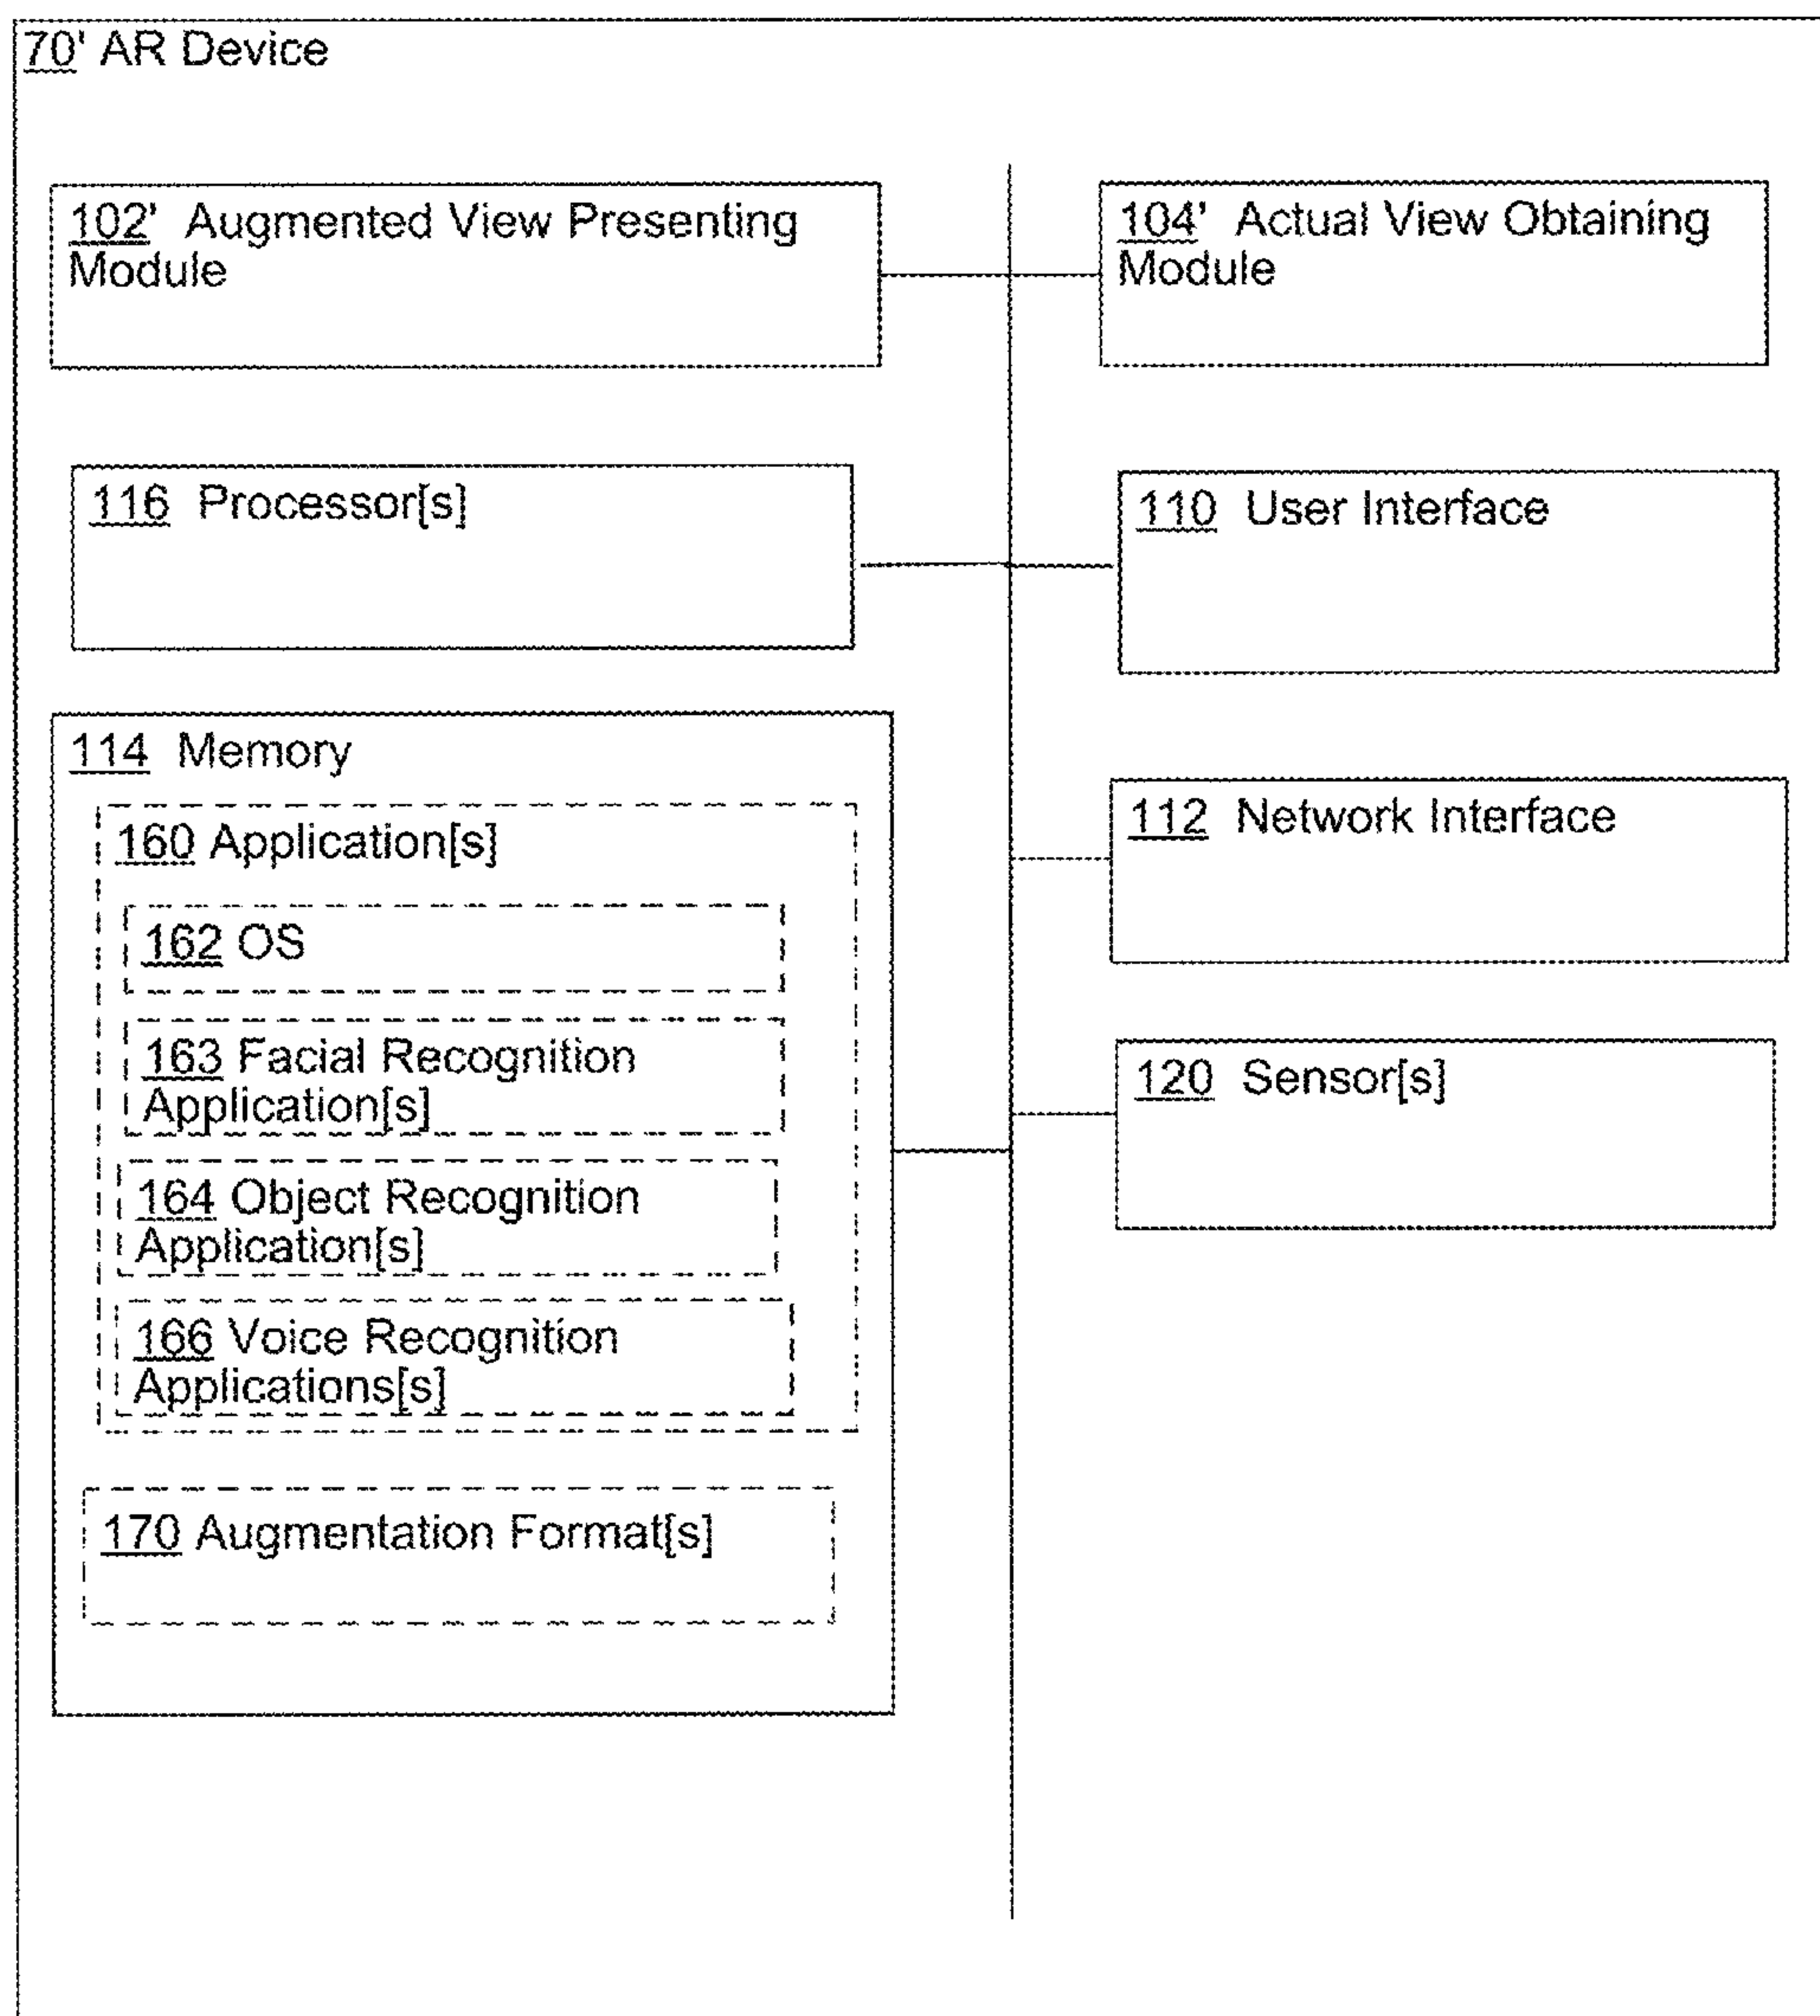 70' AR Device
102' Augmented View Presenting
Module
104' Actual View Obtaining
Module
116 Processor[s]
110 User Interface
114 Memory
160 Application[s]
162 OS
163 Facial Recognition
Application[s]
164 Object Recognition
Application[s]
166 Voice Recognition
Applications[s]
170 Augmentation Format[s]
112 Network Interface
120 Sensor[s]